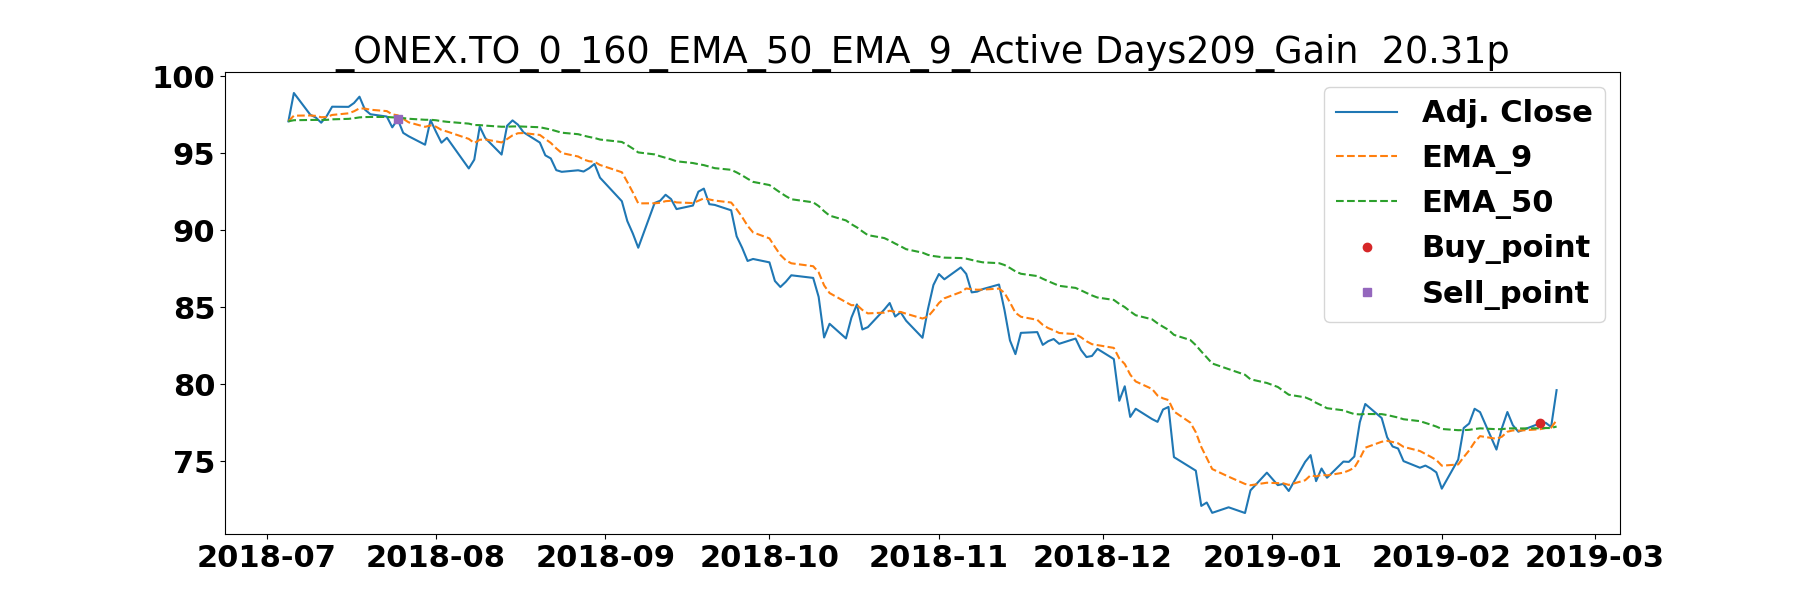 _ONEX.TO_0_160_EMA_50_EMA_9_Active Days209_Gain  20.31p
100
95
90
85
80
75
Adj. Close
EMA_9
EMA_50
Buy_point
Sell_point
2018-07 2018-08 2018-09 2018-10 2018-11 2018-12 2019-01 2019-02 2019-03